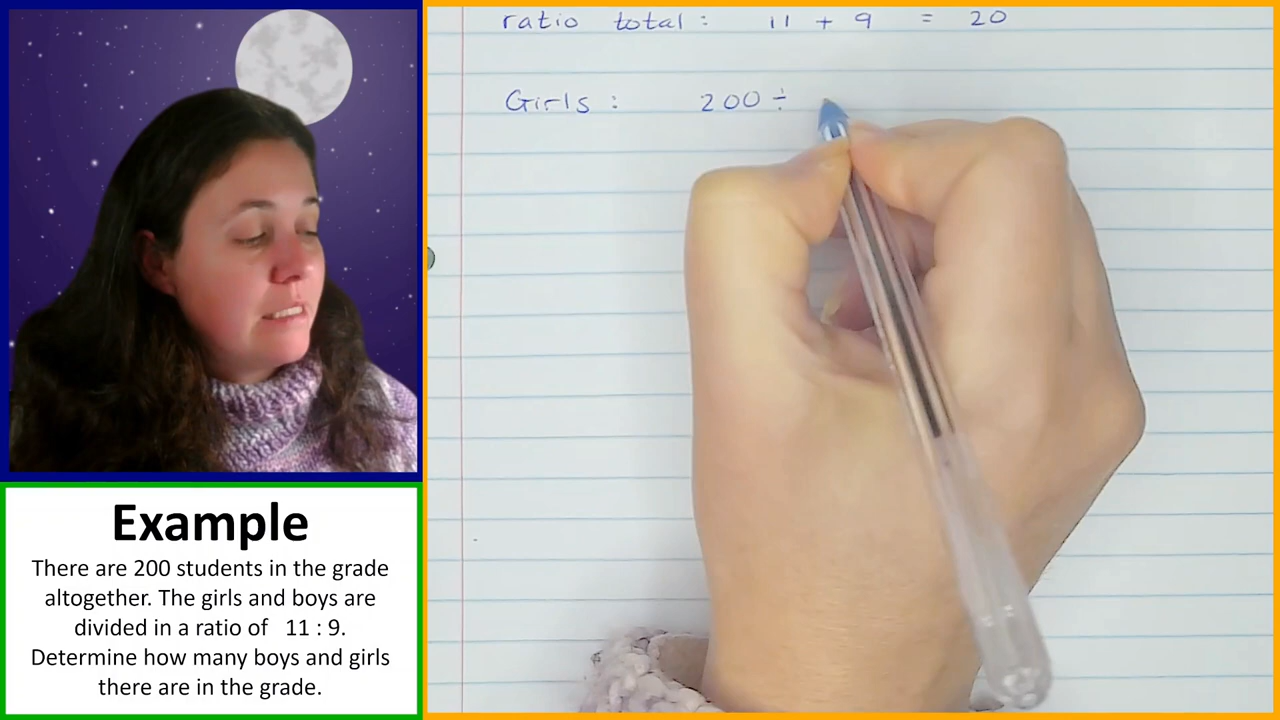 ratio total : 11 + 9 = 20
Girls : 200 ÷
Example
There are 200 students in the grade
altogether. The girls and boys are
divided in a ratio of 11 : 9.
Determine how many boys and girls
there are in the grade.